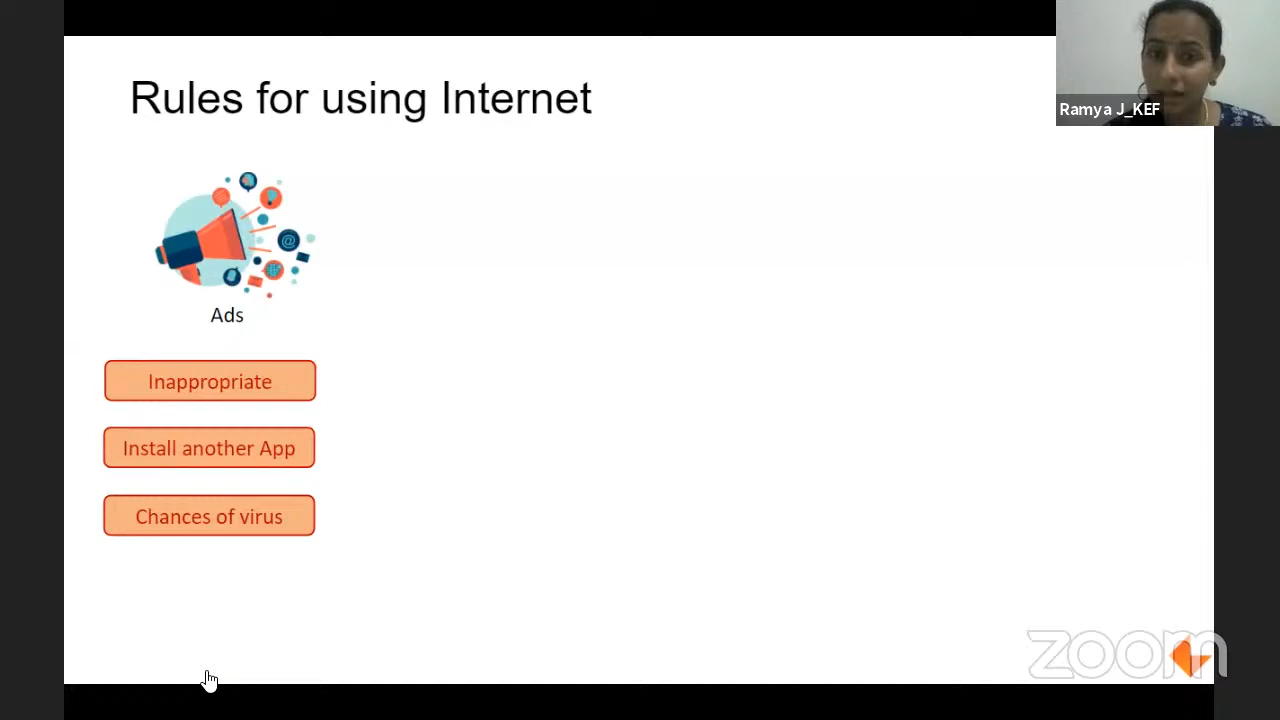 Rules for using Internet
Ramya J_KEF
@
Ads
Inappropriate
Install another App
Chances of virus
zoom